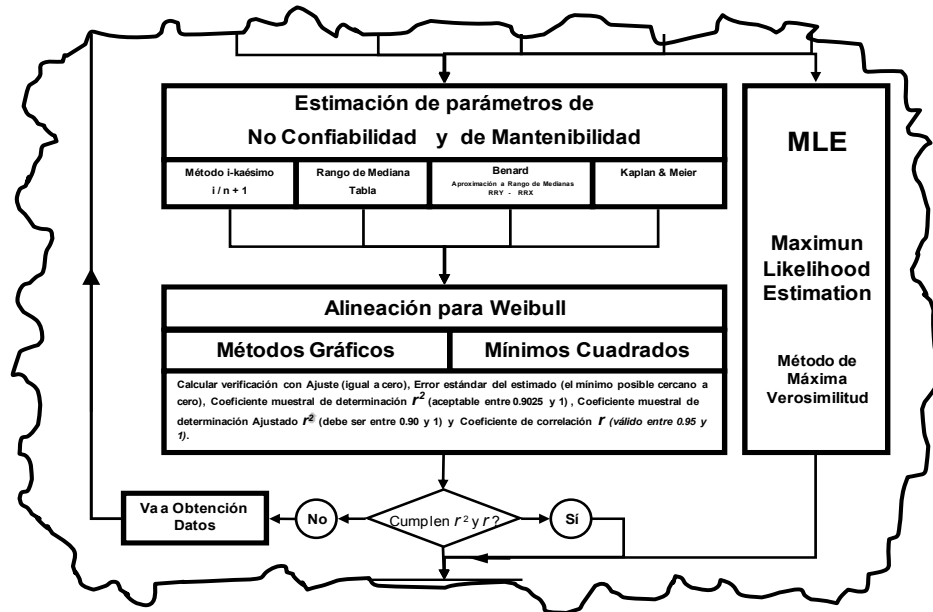 Estimación de parámetros de
No Confiabilidad y de Mantenibilidad
Método i-kaésimo
i / n + 1
Rango de Mediana
Tabla
Benard
Aproximación a Rango de Medianas
RRY - RRX
Kaplan & Meier
MLE
Maximun
Likelihood
Estimation
Método de
Máxima
Verosimilitud
Alineación para Weibull
Métodos Gráficos
Mínimos Cuadrados
Calcular verificación con Ajuste (igual a cero), Error estándar del estimado (el mínimo posible cercano a
cero), Coeficiente muestral de determinación r² (aceptable entre 0.9025 y 1) , Coeficiente muestral de
determinación Ajustado r² (debe ser entre 0.90 y 1) y Coeficiente de correlación r (válido entre 0.95 y
1).
Va a Obtención
Datos
No
Cumplen r² y r?
Sí